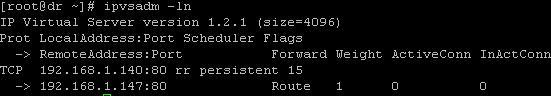 [root@dr ~]# ipvsadm -ln
IP Virtual Server version 1.2.1 (size=4096)
Prot LocalAddress:Port Scheduler Flags
  -> RemoteAddress:Port           Forward Weight ActiveConn InActConn
TCP  192.168.1.140:80 rr persistent 15
  -> 192.168.1.147:80             Route   1      0          0